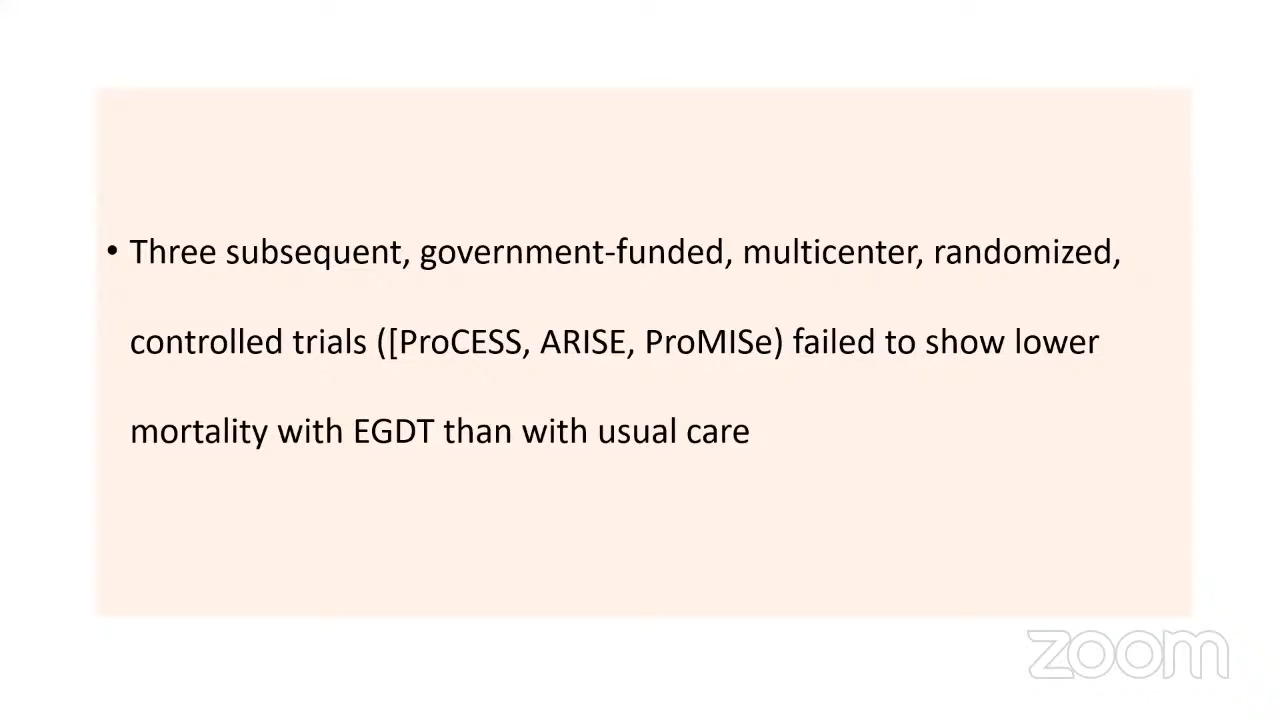 • Three subsequent, government-funded, multicenter, randomized,
controlled trials ([ProCESS, ARISE, ProMISe) failed to show lower
mortality with EGDT than with usual care
zoom